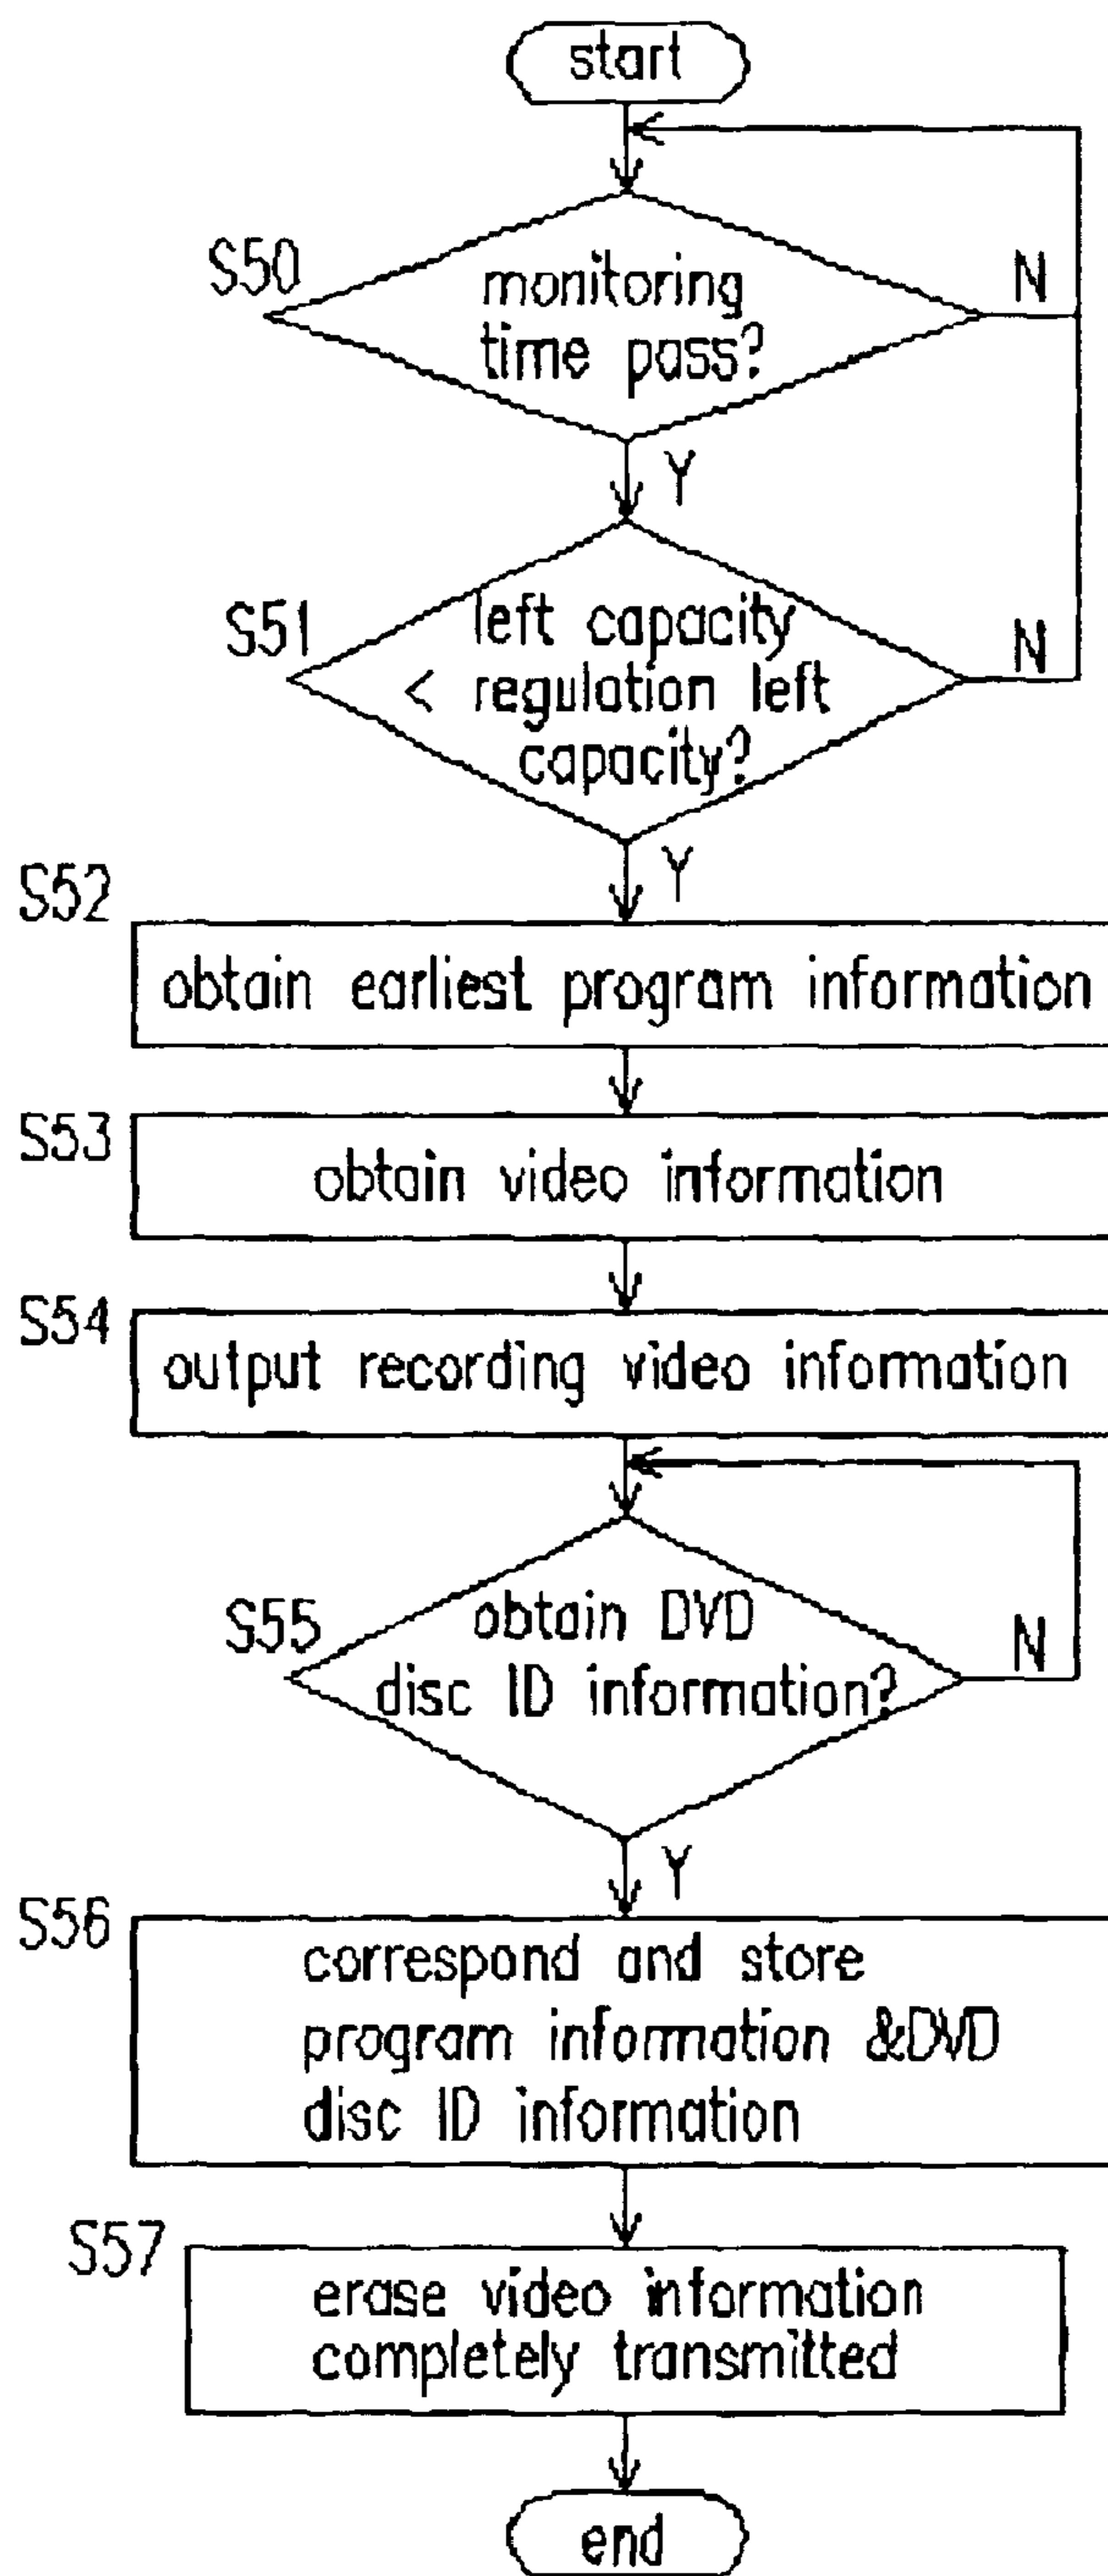 start
S50
monitoring
time pass?
N
Y
S51
left capacity
< regulation left
capacity?
N
Y
S52
obtain earliest program information
S53
obtain video information
S54
output recording video information
S55
obtain DVD
disc ID information?
N
Y
S56
correspond and store
program information &DVD
disc ID information
S57
erase video information
completely transmitted
end